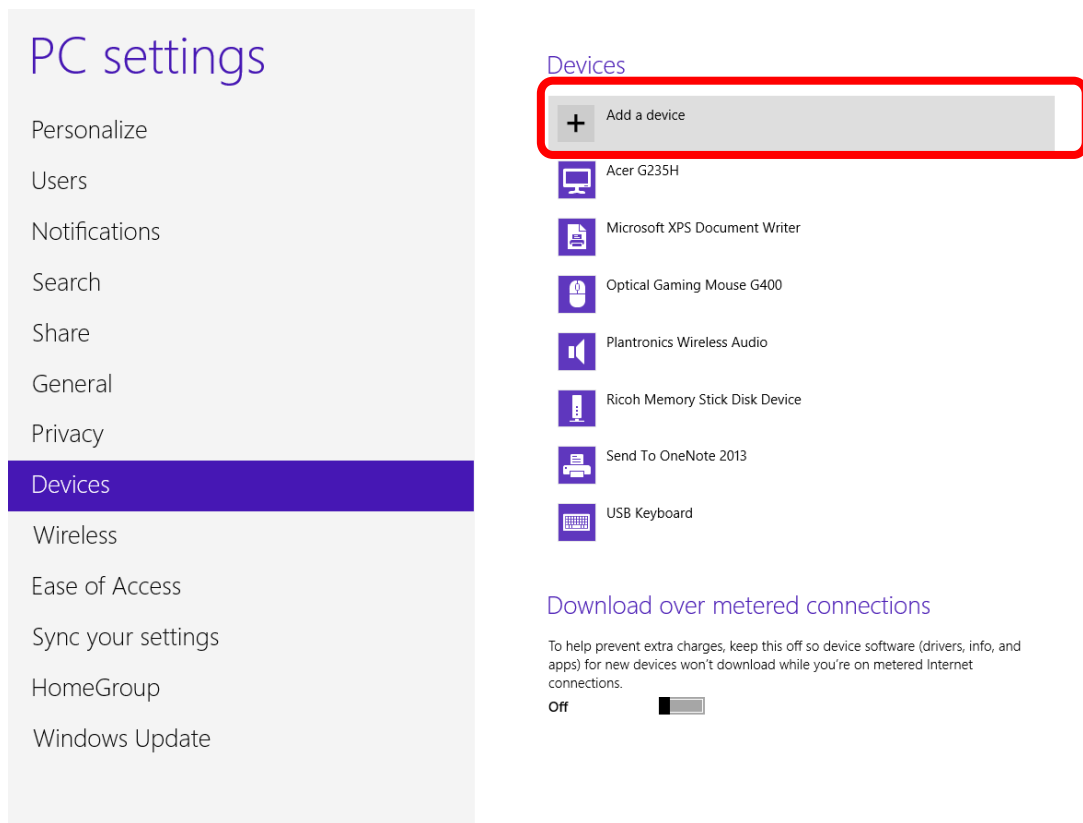 PC settings
Personalize
Users
Notifications
Search
Share
General
Privacy
Devices
Wireless
Ease of Access
Sync your settings
HomeGroup
Windows Update
Devices
Add a device
Acer G235H
Microsoft XPS Document Writer
Optical Gaming Mouse G400
Plantronics Wireless Audio
Ricoh Memory Stick Disk Device
Send To OneNote 2013
USB Keyboard
Download over metered connections
To help prevent extra charges, keep this off so device software (drivers, info, and
apps) for new devices won't download while you're on metered Internet
connections.
Off